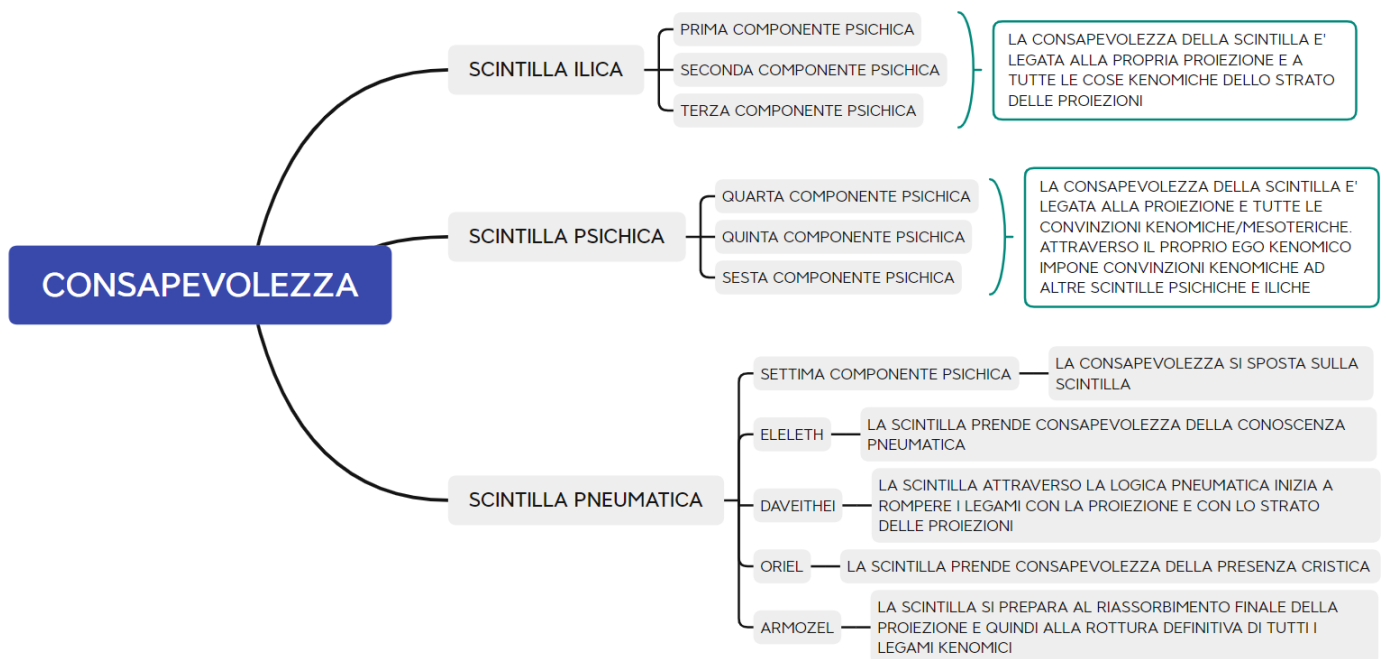 CONSAPEVOLEZZA
SCINTILLA ILICA
PRIMA COMPONENTE PSICHICA
SECONDA COMPONENTE PSICHICA
TERZA COMPONENTE PSICHICA
LA CONSAPEVOLEZZA DELLA SCINTILLA E'
LEGATA ALLA PROPRIA PROIEZIONE E A
TUTTE LE COSE KENOMICHE DELLO STRATO
DELLE PROIEZIONI
SCINTILLA PSICHICA
QUARTA COMPONENTE PSICHICA
QUINTA COMPONENTE PSICHICA
SESTA COMPONENTE PSICHICA
LA CONSAPEVOLEZZA DELLA SCINTILLA E'
LEGATA ALLA PROIEZIONE E TUTTE LE
CONVINZIONI KENOMICHE/MESOTERICHE.
ATTRAVERSO IL PROPRIO EGO KENOMICO
IMPONE CONVINZIONI KENOMICHE AD
ALTRE SCINTILLE PSICHICHE E ILICHE
SCINTILLA PNEUMATICA
SETTIMA COMPONENTE PSICHICA
LA CONSAPEVOLEZZA SI SPOSTA SULLA
SCINTILLA
ELELETH
LA SCINTILLA PRENDE CONSAPEVOLEZZA DELLA CONOSCENZA
PNEUMATICA
DAVEITHEI
LA SCINTILLA ATTRAVERSO LA LOGICA PNEUMATICA INIZIA A
ROMPERE I LEGAMI CON LA PROIEZIONE E CON LO STRATO
DELLE PROIEZIONI
ORIEL
LA SCINTILLA PRENDE CONSAPEVOLEZZA DELLA PRESENZA CRISTICA
ARMOZEL
LA SCINTILLA SI PREPARA AL RIASSORBIMENTO FINALE DELLA
PROIEZIONE E QUINDI ALLA ROTTURA DEFINITIVA DI TUTTI I
LEGAMI KENOMICI